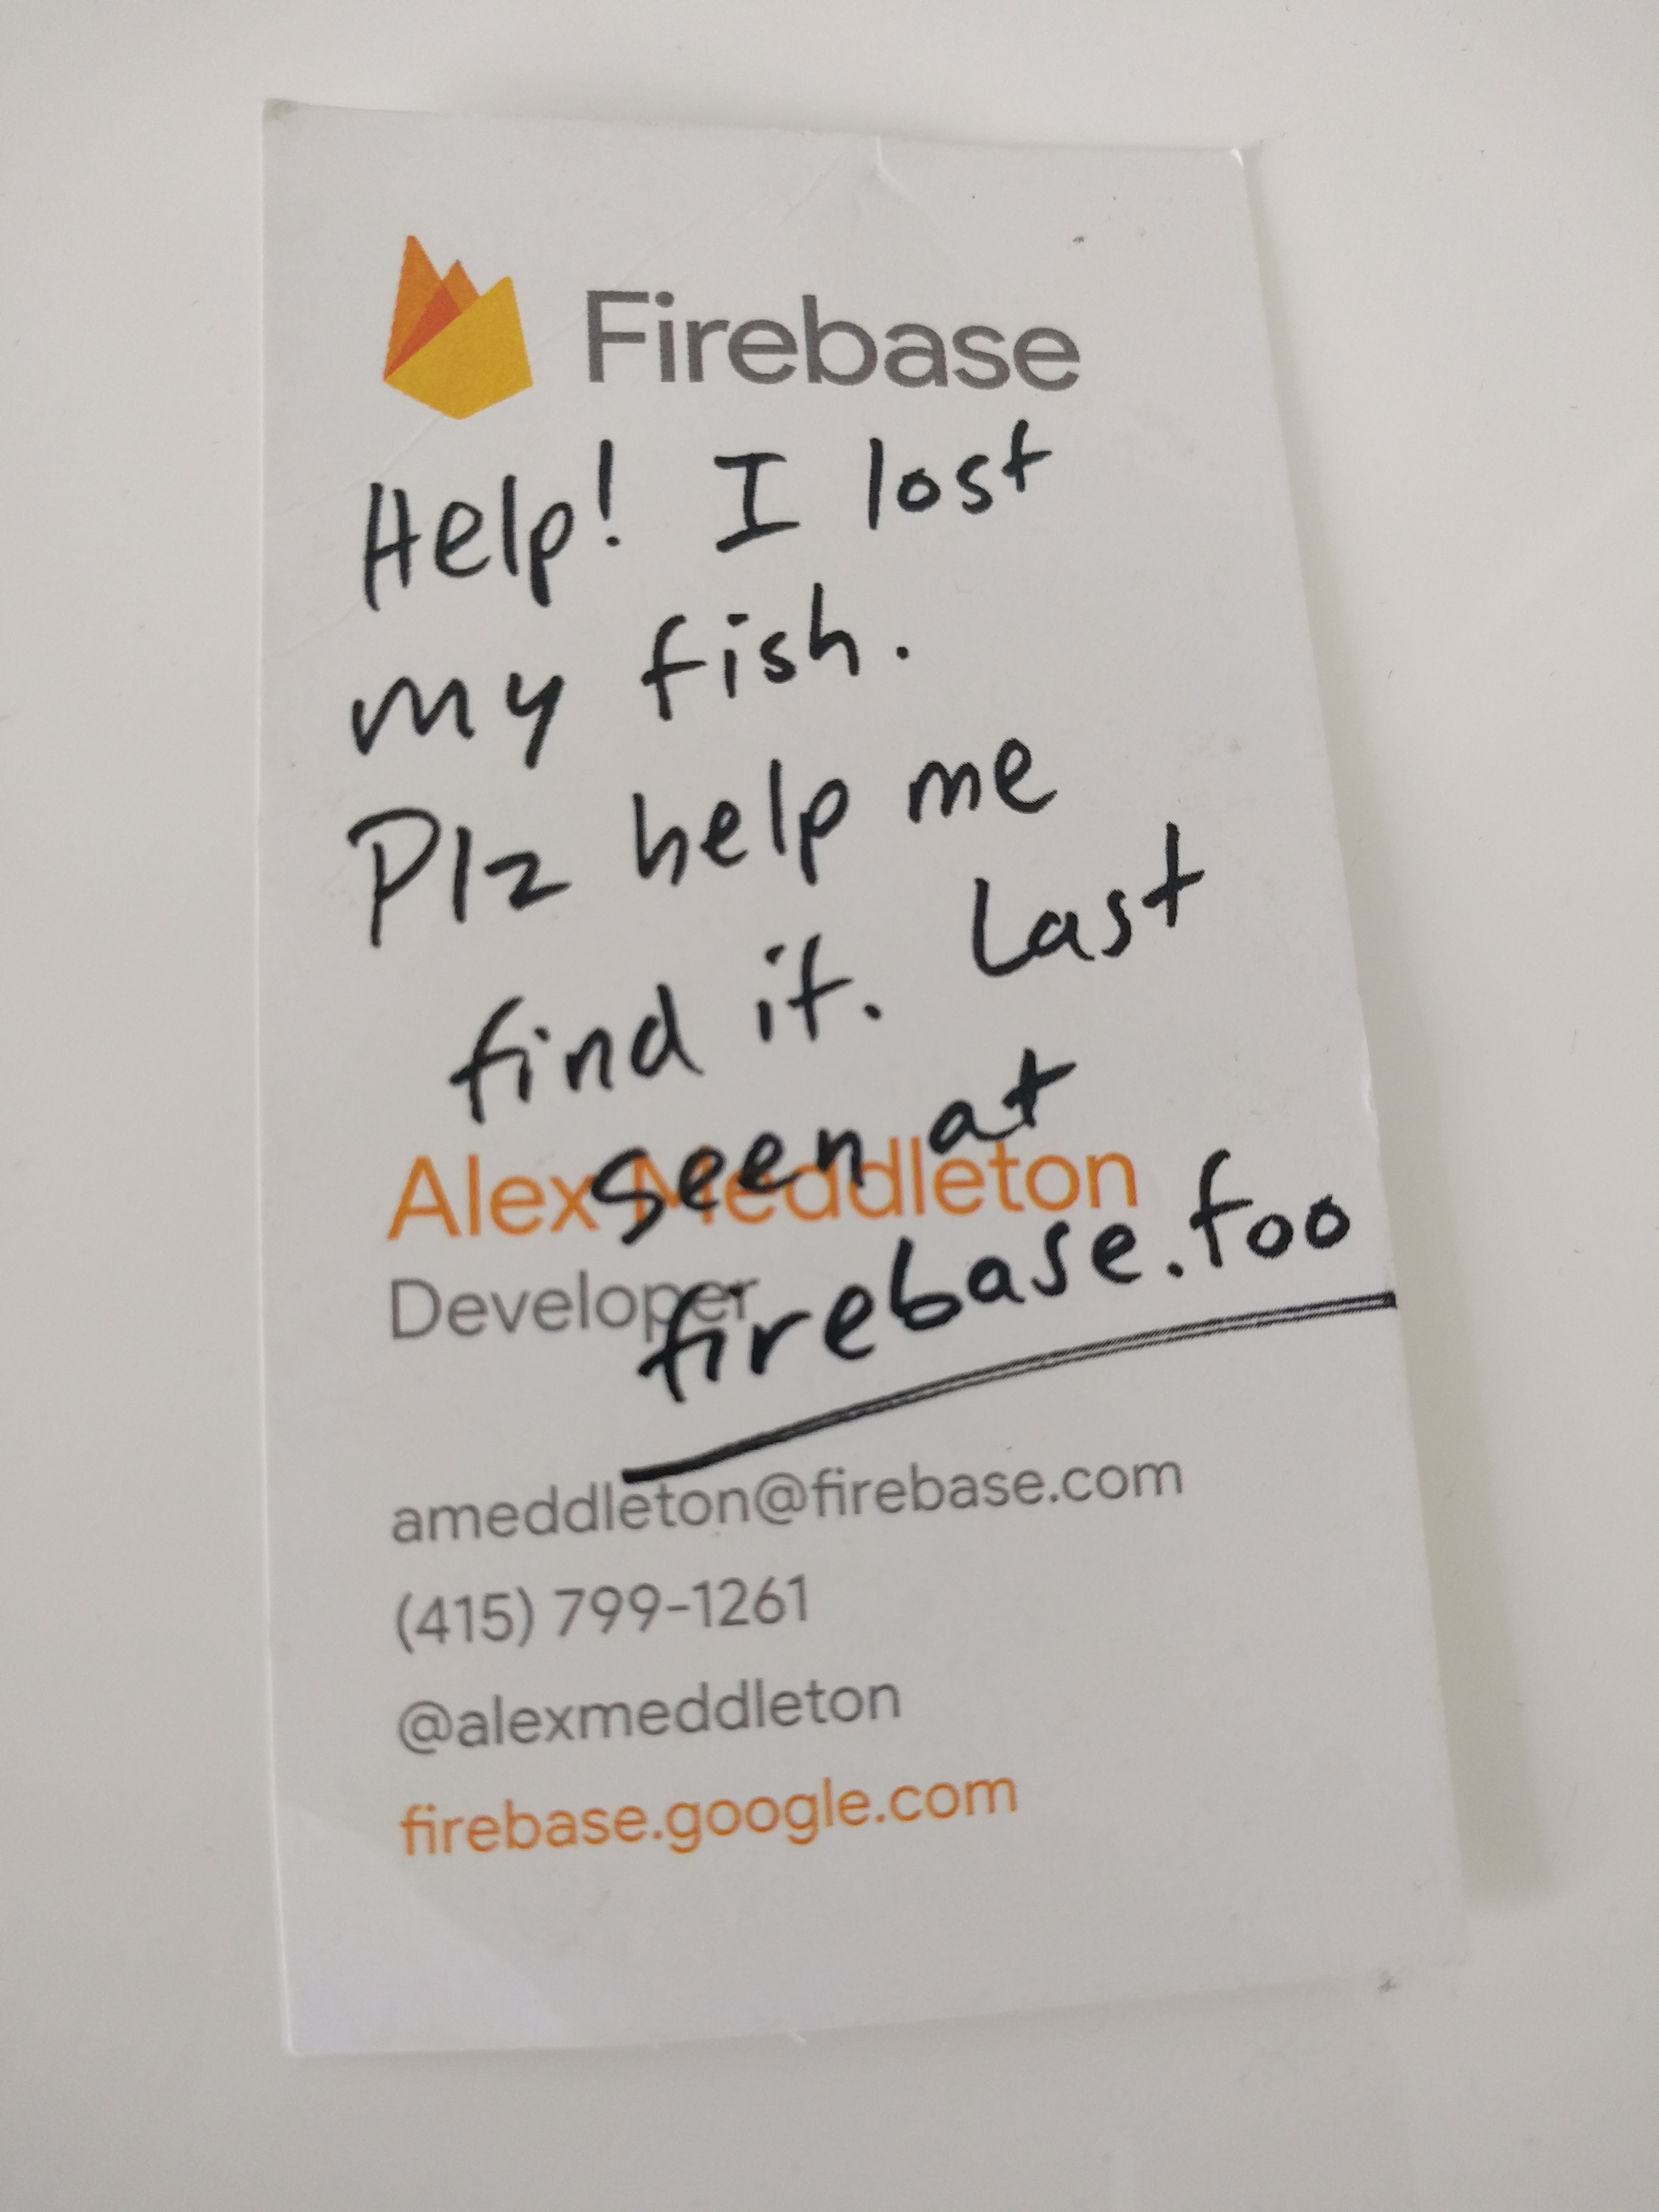 Firebase
Help! I lost
my fish.
Plz help me
find it. Last
seen at
firebase.foo
Alex Meddleton
Developer
ameddleton@firebase.com
(415) 799-1261
@alexmeddleton
firebase.google.com